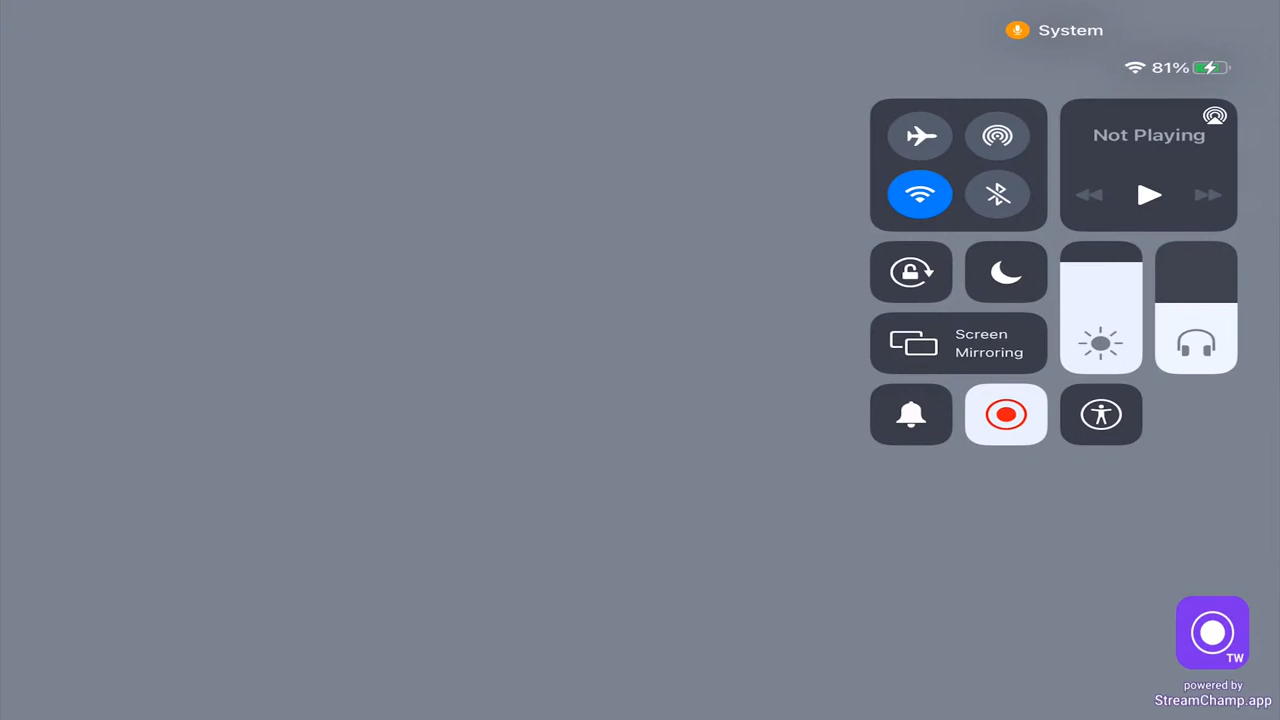 System
81%
Not Playing
Screen
Mirroring
TW
powered by
StreamChamp.app